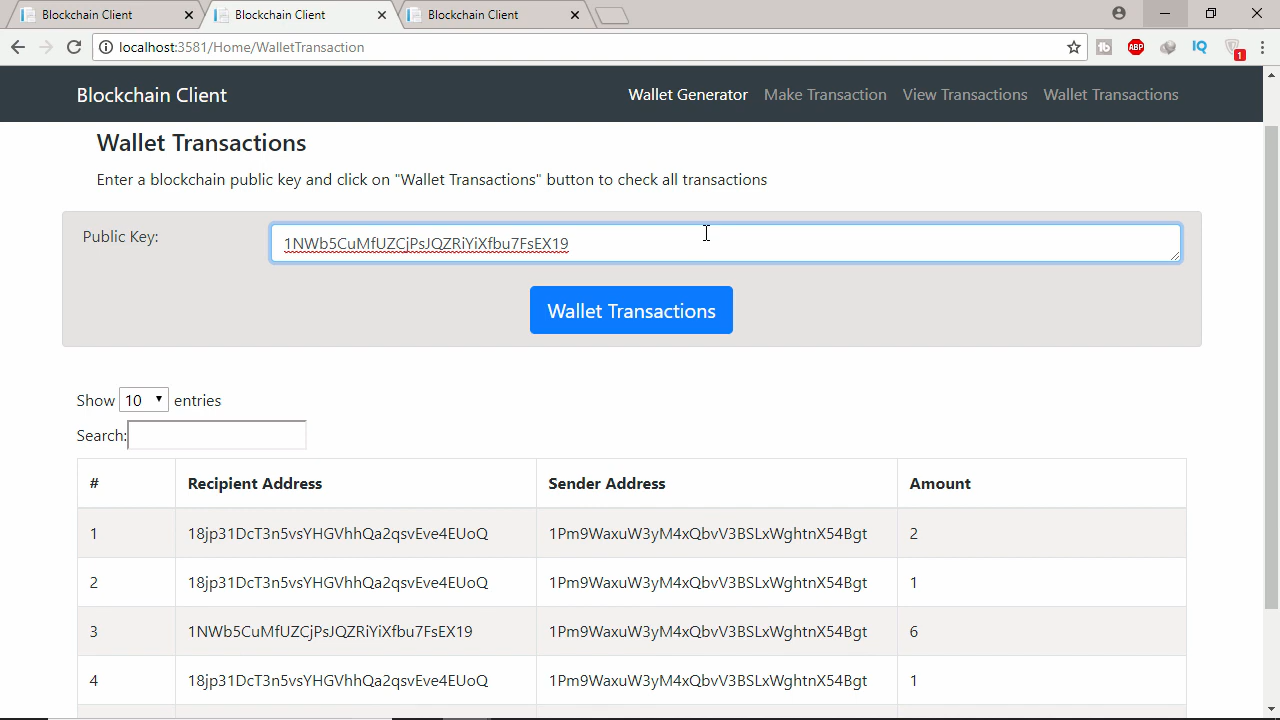 Blockchain Client Blockchain Client Blockchain Client
localhost:3581/Home/WalletTransaction
ABP IQ 1
Blockchain Client Wallet Generator Make Transaction View Transactions Wallet Transactions
Wallet Transactions
Enter a blockchain public key and click on "Wallet Transactions" button to check all transactions
Public Key: 1NWb5CuMfUZCjPsJQZRiYiXfbu7FsEX19
Wallet Transactions
Show 10 entries
Search:
# Recipient Address Sender Address Amount
1 18jp31DcT3n5vsYHGVhhQa2qsvEve4EUoQ 1Pm9WaxuW3yM4xQbvV3BSLxWghtnX54Bgt 2
2 18jp31DcT3n5vsYHGVhhQa2qsvEve4EUoQ 1Pm9WaxuW3yM4xQbvV3BSLxWghtnX54Bgt 1
3 1NWb5CuMfUZCjPsJQZRiYiXfbu7FsEX19 1Pm9WaxuW3yM4xQbvV3BSLxWghtnX54Bgt 6
4 18jp31DcT3n5vsYHGVhhQa2qsvEve4EUoQ 1Pm9WaxuW3yM4xQbvV3BSLxWghtnX54Bgt 1